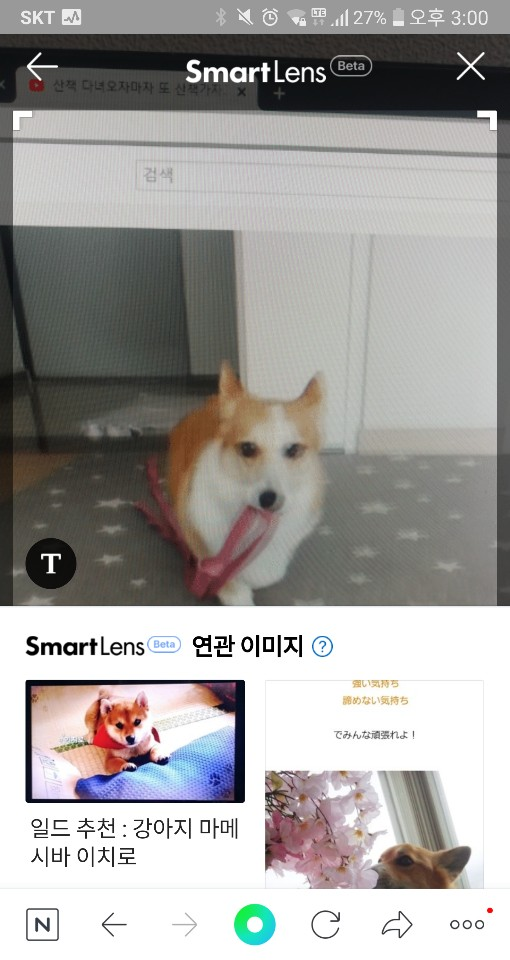 SKT 27% 오후 3:00
SmartLens Beta
산책 다녀오자마자 또 산책가지
검색
T
SmartLens Beta 연관 이미지 ?
強い気持ち
諦めない気持ち
でみんな頑張れよ！
일드 추천 : 강아지 마메
시바 이치로
N